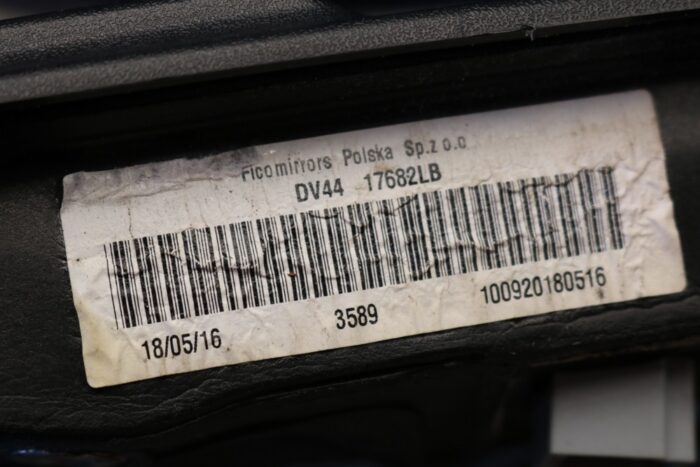 Ficomirrors Polska Sp.z o.o
DV44 17682LB
18/05/16 3589 100920180516